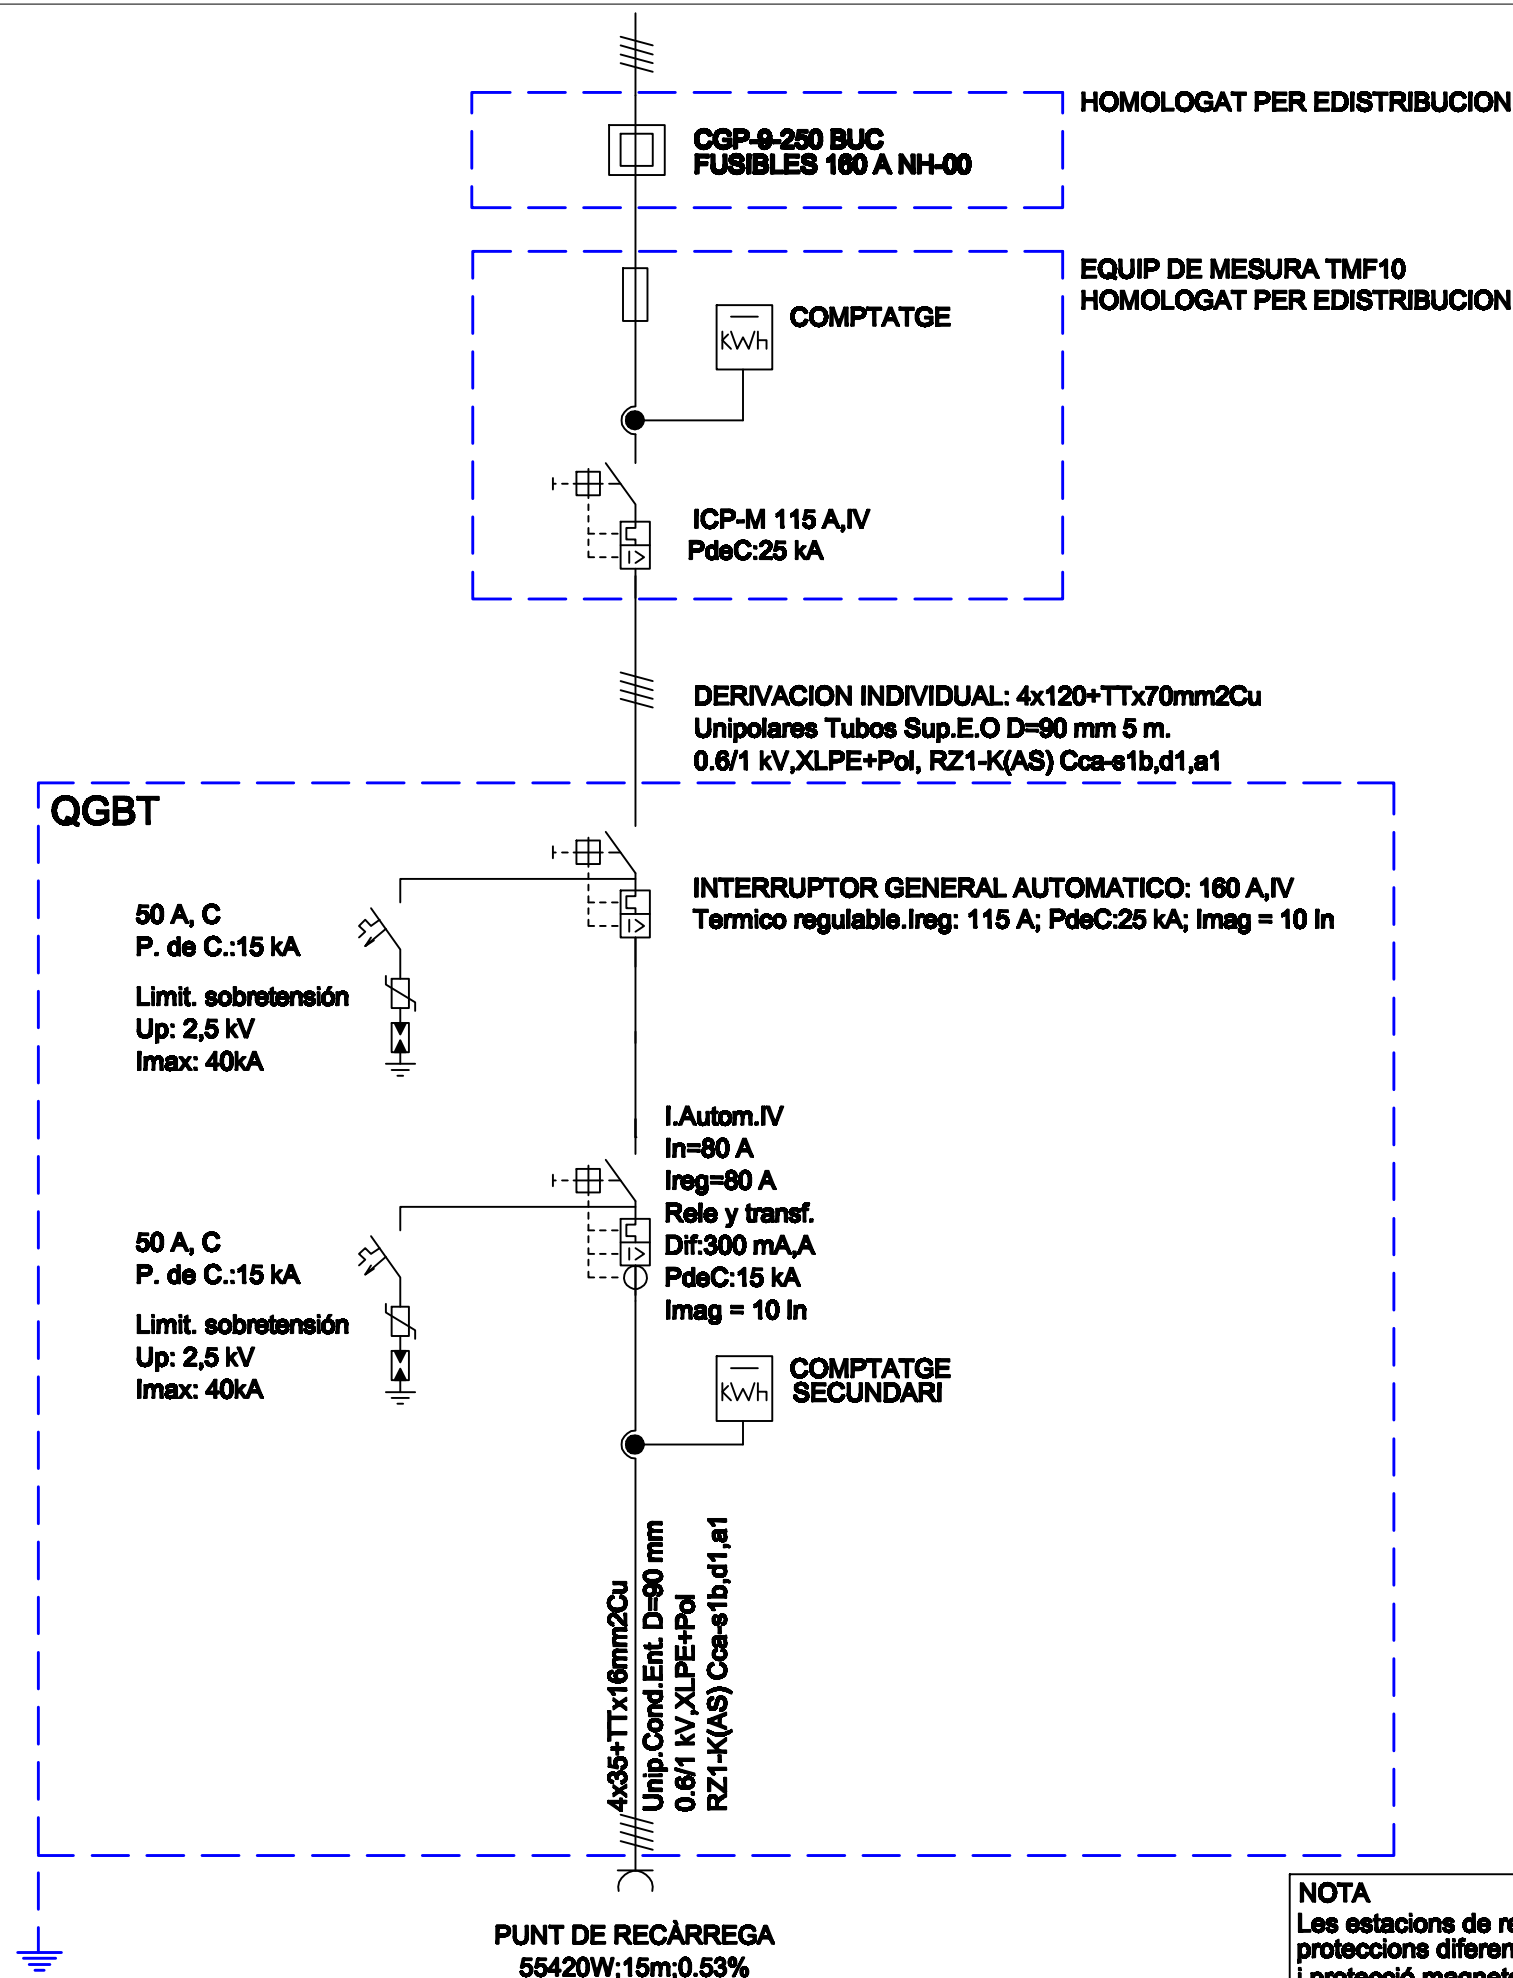 HOMOLOGAT PER EDISTRIBUCION
CGP-9-250 BUC
FUSIBLES 160 A NH-00
EQUIP DE MESURA TMF10
HOMOLOGAT PER EDISTRIBUCION
COMPTATGE
KWh
ICP-M 115 A,IV
PdeC:25 kA
I>
DERIVACION INDIVIDUAL: 4x120+TTx70mm2Cu
Unipolares Tubos Sup.E.O D=90 mm 5 m.
0.6/1 kV,XLPE+Pol, RZ1-K(AS) Cca-s1b,d1,a1
QGBT
INTERRUPTOR GENERAL AUTOMATICO: 160 A,IV
Termico regulable.Ireg: 115 A; PdeC:25 kA; Imag = 10 In
I>
50 A, C
P. de C.:15 kA
Limit. sobretensión
Up: 2,5 kV
Imax: 40kA
I.Autom.IV
In=80 A
Ireg=80 A
Rele y transf.
Dif:300 mA,A
PdeC:15 kA
Imag = 10 In
I>
50 A, C
P. de C.:15 kA
Limit. sobretensión
Up: 2,5 kV
Imax: 40kA
COMPTATGE
SECUNDARI
KWh
4x35+TTx16mm2Cu
Unip.Cond.Ent. D=90 mm
0.6/1 kV,XLPE+Pol
RZ1-K(AS) Cca-s1b,d1,a1
PUNT DE RECÀRREGA
55420W;15m;0.53%
NOTA
Les estacions de
proteccions
i protecció